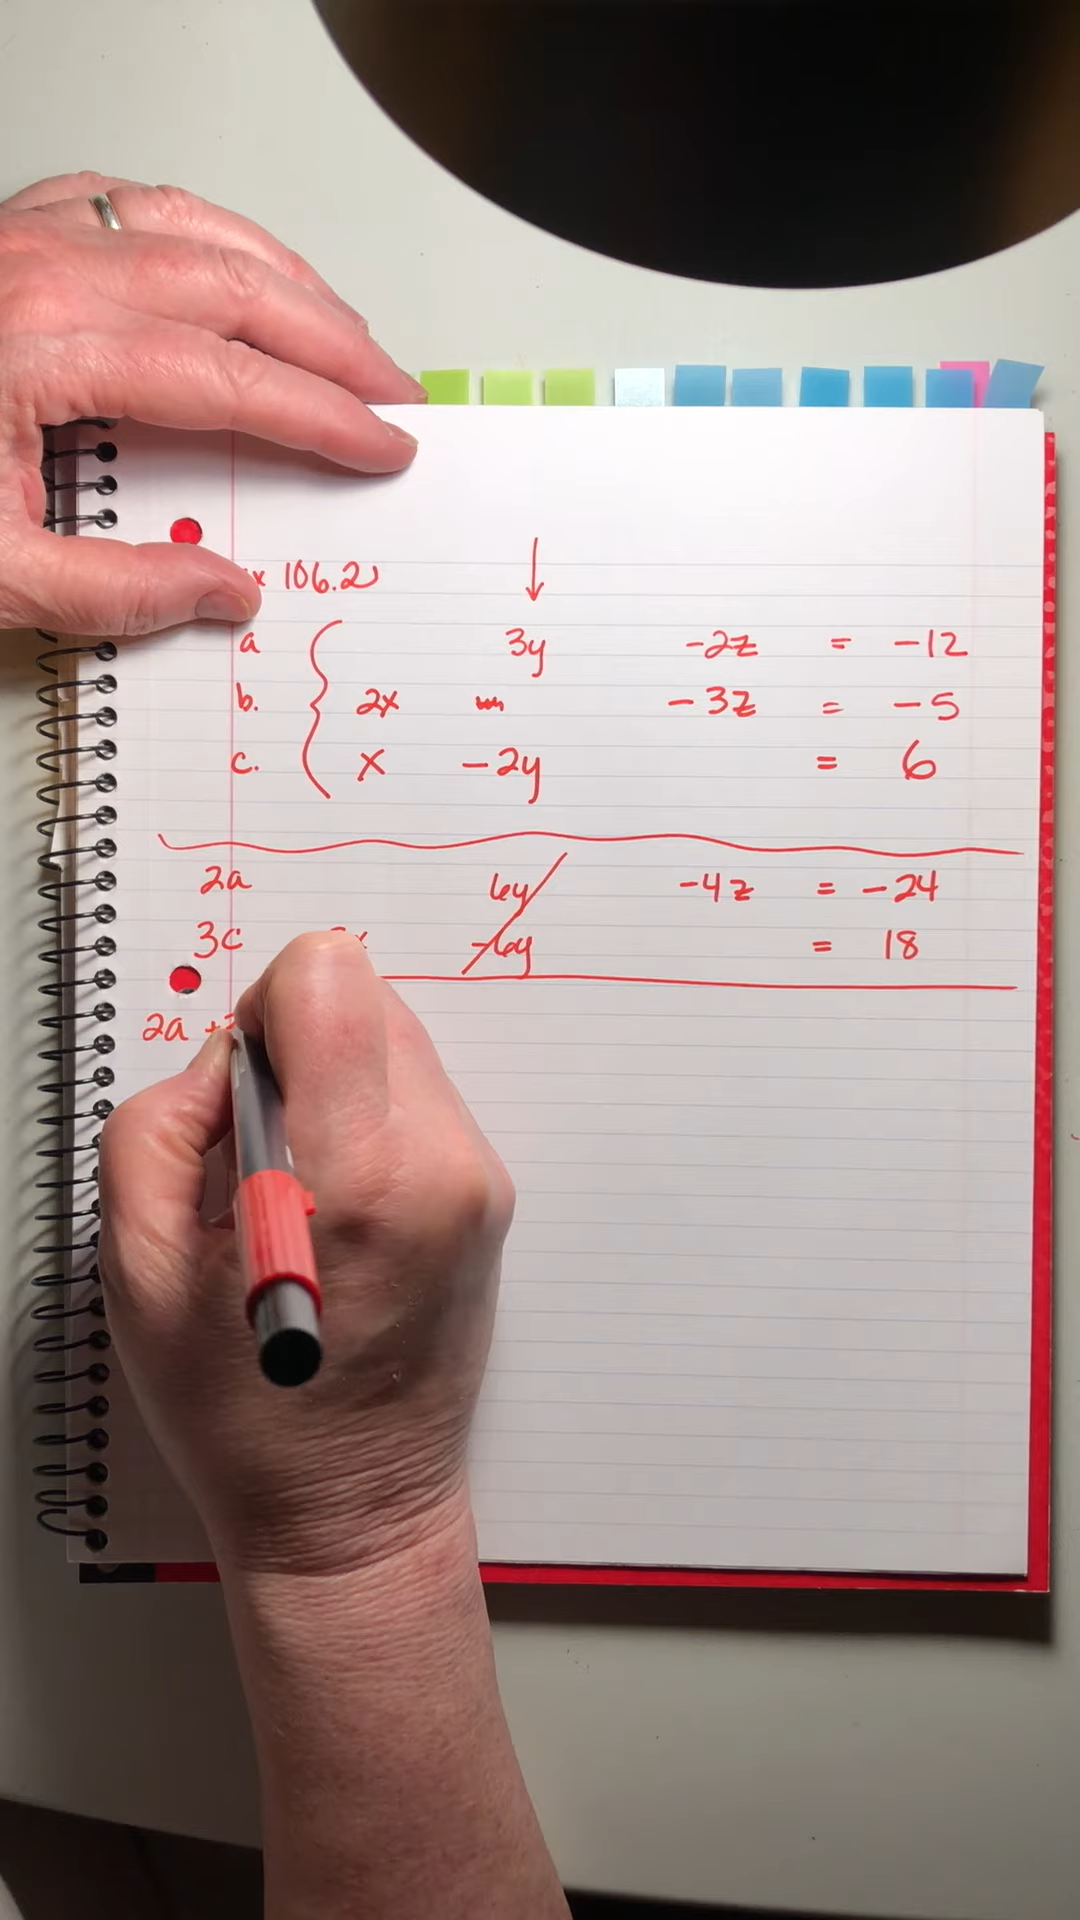 x 106.2
a 3y -2z = -12
b. 2x -3z = -5
c. x -2y = 6
2a 6y -4z = -24
3c x -6y = 18
2a +